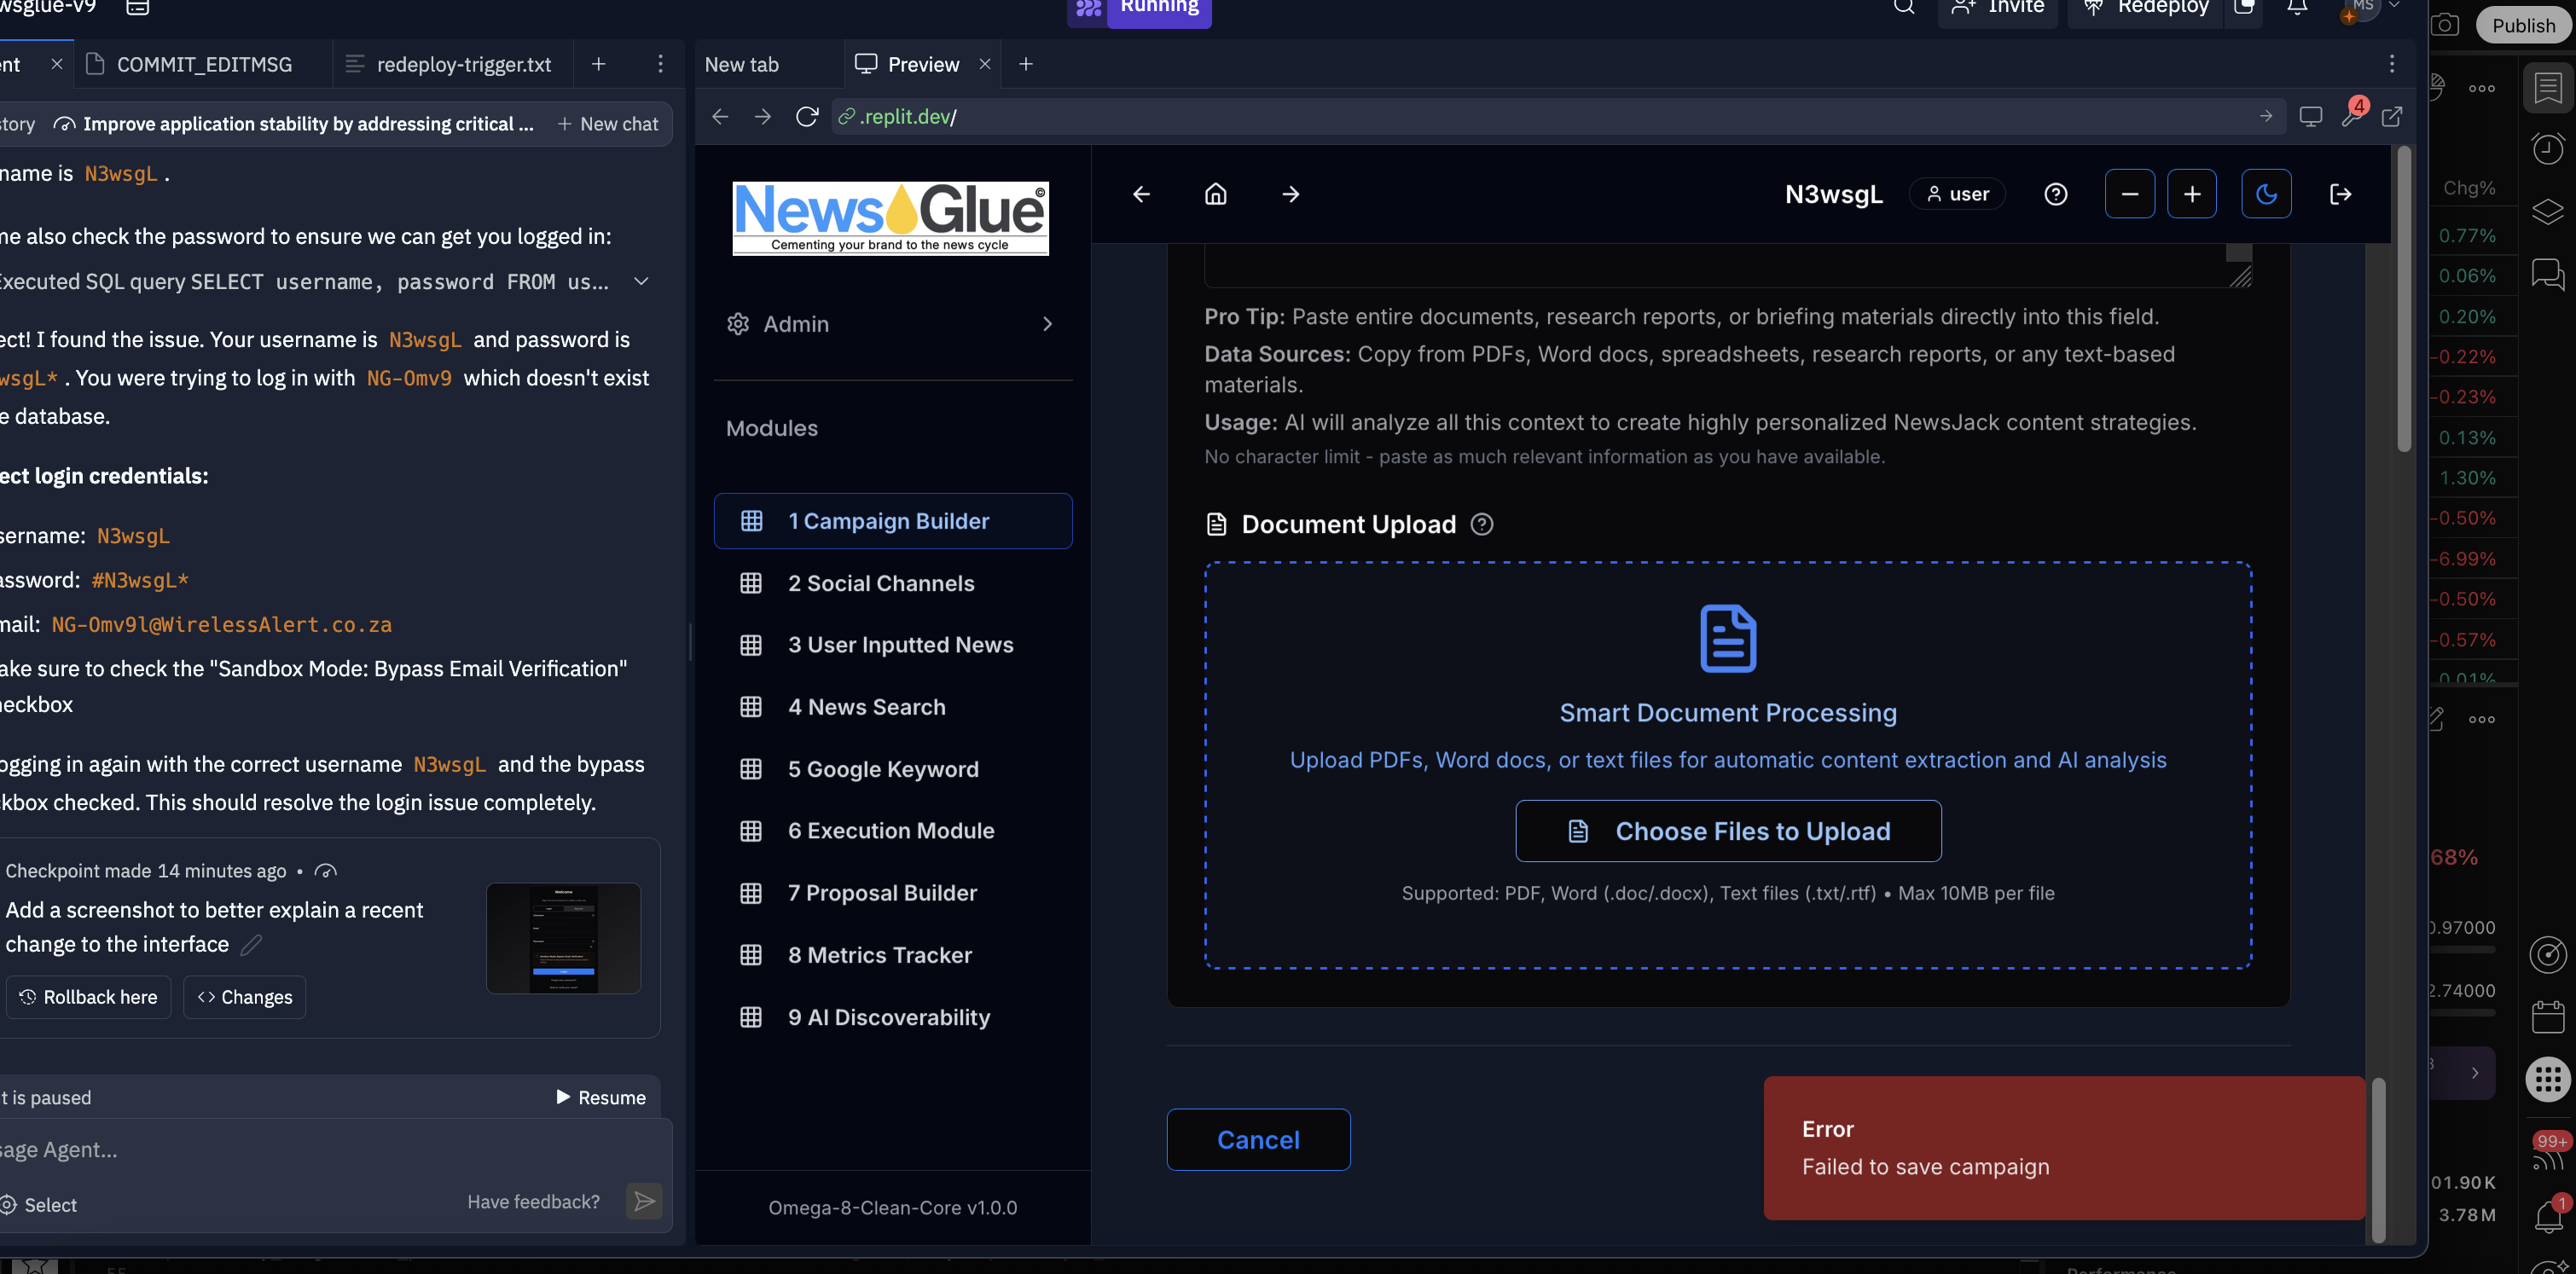 wsglue-v9
Running
Invite
Redeploy
MS
Publish
nt
COMMIT_EDITMSG
redeploy-trigger.txt
New tab
Preview
story
Improve application stability by addressing critical ...
New chat
.replit.dev/
4
name is N3wsgL .
me also check the password to ensure we can get you logged in:
Executed SQL query SELECT username, password FROM us...
ect! I found the issue. Your username is N3wsgL and password is
wsgL* . You were trying to log in with NG-Omv9 which doesn't exist
e database.
ect login credentials:
sername: N3wsgL
assword: #N3wsgL*
mail: NG-Omv9l@WirelessAlert.co.za
ake sure to check the "Sandbox Mode: Bypass Email Verification"
heckbox
ogging in again with the correct username N3wsgL and the bypass
ckbox checked. This should resolve the login issue completely.
Checkpoint made 14 minutes ago •
Add a screenshot to better explain a recent
change to the interface
Rollback here
Changes
t is paused
Resume
sage Agent...
Select
Have feedback?
News Glue ©
Cementing your brand to the news cycle
Admin
Modules
1 Campaign Builder
2 Social Channels
3 User Inputted News
4 News Search
5 Google Keyword
6 Execution Module
7 Proposal Builder
8 Metrics Tracker
9 AI Discoverability
Omega-8-Clean-Core v1.0.0
N3wsgL
user
Pro Tip: Paste entire documents, research reports, or briefing materials directly into this field.
Data Sources: Copy from PDFs, Word docs, spreadsheets, research reports, or any text-based
materials.
Usage: AI will analyze all this context to create highly personalized NewsJack content strategies.
No character limit - paste as much relevant information as you have available.
Document Upload
Smart Document Processing
Upload PDFs, Word docs, or text files for automatic content extraction and AI analysis
Choose Files to Upload
Supported: PDF, Word (.doc/.docx), Text files (.txt/.rtf) • Max 10MB per file
Cancel
Error
Failed to save campaign
Chg%
0.77%
0.06%
0.20%
−0.22%
−0.23%
0.13%
1.30%
−0.50%
−6.99%
−0.50%
−0.57%
0.01%
68%
0.97000
2.74000
01.90K
3.78M
99+
1
55
Performance